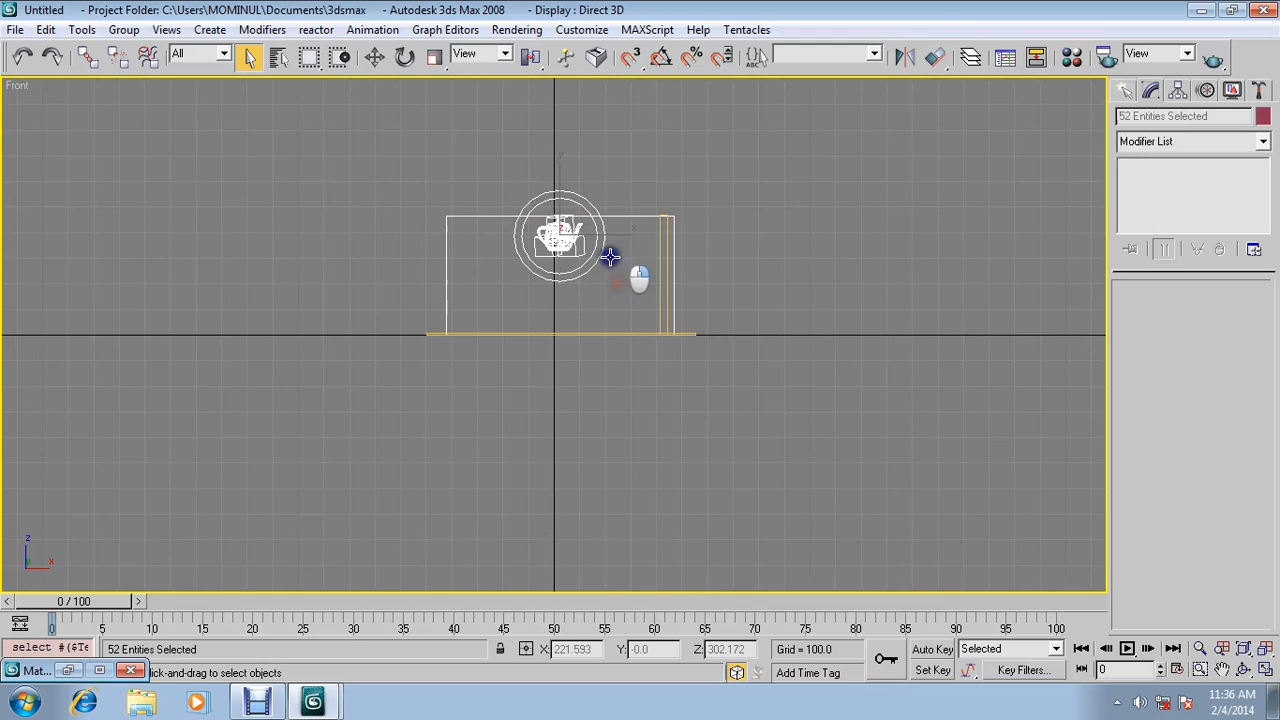 Untitled - Project Folder: C:\Users\MOMINUL\Documents\3dsmax - Autodesk 3ds Max 2008 - Display : Direct 3D
File Edit Tools Group Views Create Modifiers reactor Animation Graph Editors Rendering Customize MAXScript Help Tentacles
All View View
Front
52 Entities Selected
Modifier List
z
x
0 / 100
0 5 10 15 20 25 30 35 40 45 50 55 60 65 70 75 80 85 90 95 100
select #($Te 52 Entities Selected X: 221.593 Y: -0.0 Z: 302.172 Grid = 100.0 Auto Key Selected
Mat... lick-and-drag to select objects Add Time Tag Set Key Key Filters... 0
11:36 AM
2/4/2014